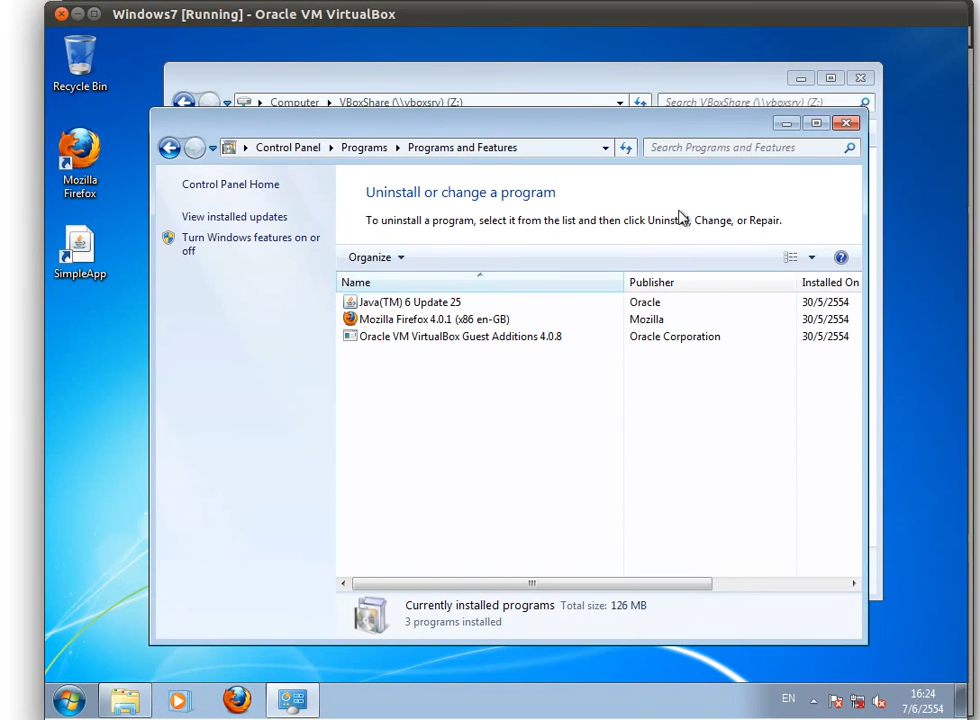 Windows7 [Running] - Oracle VM VirtualBox
Recycle Bin
Computer VBoxShare (\\vboxsrv) (Z:) Search VBoxShare (\\vboxsrv) (Z:)
Control Panel Programs Programs and Features Search Programs and Features
Mozilla
Firefox
SimpleApp
Control Panel Home
View installed updates
Turn Windows features on or
off
Uninstall or change a program
To uninstall a program, select it from the list and then click Uninstall, Change, or Repair.
Organize
Name Publisher Installed On
Java(TM) 6 Update 25 Oracle 30/5/2554
Mozilla Firefox 4.0.1 (x86 en-GB) Mozilla 30/5/2554
Oracle VM VirtualBox Guest Additions 4.0.8 Oracle Corporation 30/5/2554
Currently installed programs Total size: 126 MB
3 programs installed
EN
16:24
7/6/2554